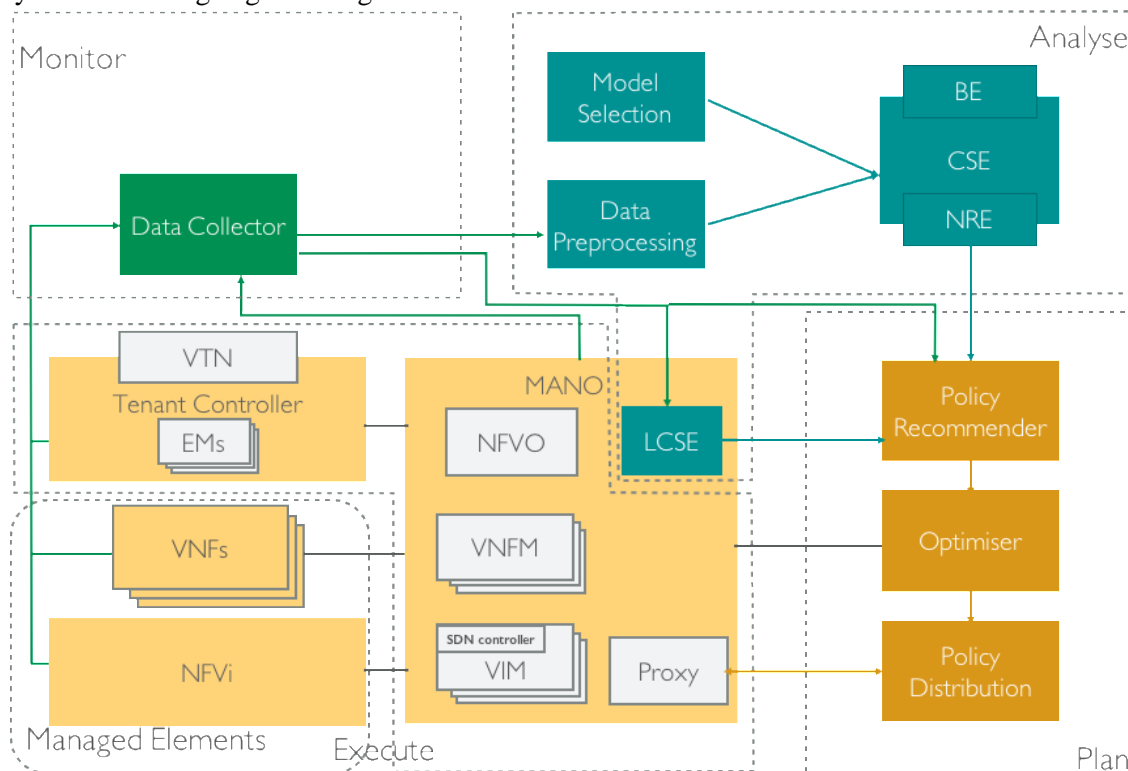 Monitor
Analyse
Model
Selection
BE
CSE
NRE
Data Collector
Data
Preprocessing
VTN
Tenant Controller
EMs
MANO
NFVO
LCSE
Policy
Recommender
VNFs
VNFM
Optimiser
SDN controller
VIM
NFVi
Proxy
Policy
Distribution
Managed Elements
Execute
Plan